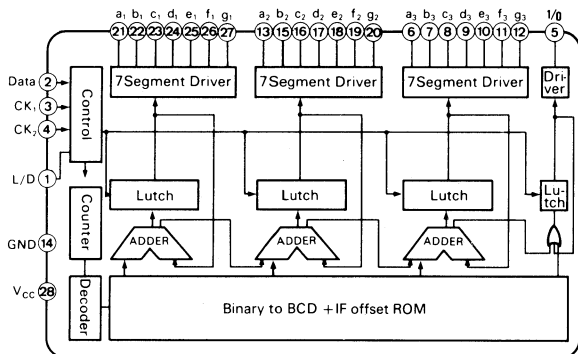 a₁ b₁ c₁ d₁ e₁ f₁ g₁ a₂ b₂ c₂ d₂ e₂ f₂ g₂ a₃ b₃ c₃ d₃ e₃ f₃ g₃ 1/0
21 22 23 24 25 26 27 13 15 16 17 18 19 20 6 7 8 9 10 11 12 5
7Segment Driver 7Segment Driver 7Segment Driver Dri-
ver
Data 2
CK₁ 3
CK₂ 4
Control
L/D 1
Lutch Lutch Lutch Lu-
tch
Counter
ADDER ADDER ADDER
GND 14
VCC 28
Decoder
Binary to BCD +IF offset ROM